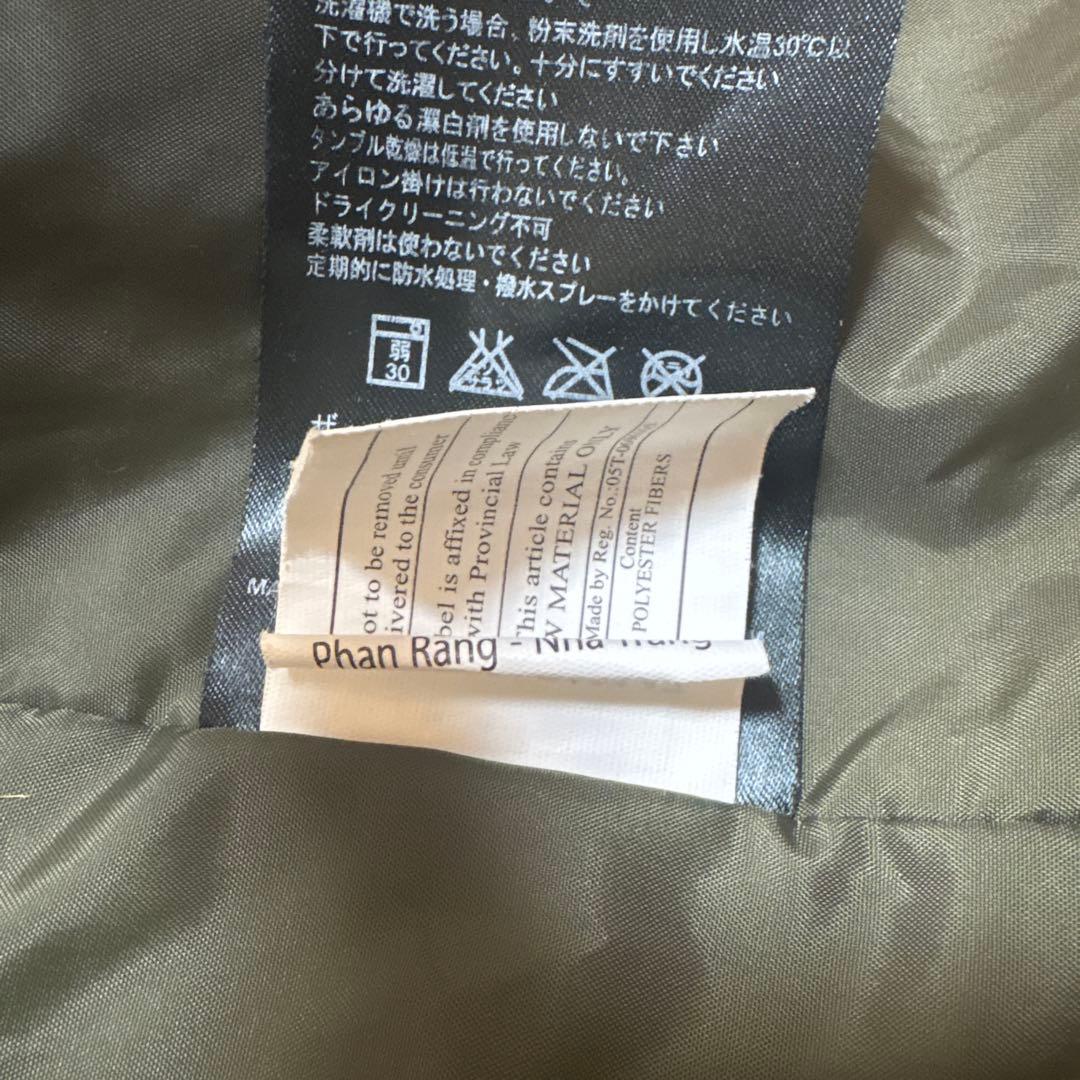 洗濯機で洗う場合、粉末洗剤を使用し水温30°C以
下で行ってください。十分にすすいでください
分けて洗濯してください
あらゆる漂白剤を使用しないで下さい
タンブル乾燥は低温で行ってください。
アイロン掛けは行わないでください
ドライクリーニング不可
柔軟剤は使わないでください
定期的に防水処理・撥水スプレーをかけてください
弱
30
ot to be removed until
ivered to the consumer
bel is affixed in compliance
with Provincial Law
This article contains
W MATERIAL ONLY
Made by Reg. No.:05T-
Content
POLYESTER FIBERS
Phan Rang - Nha Trang